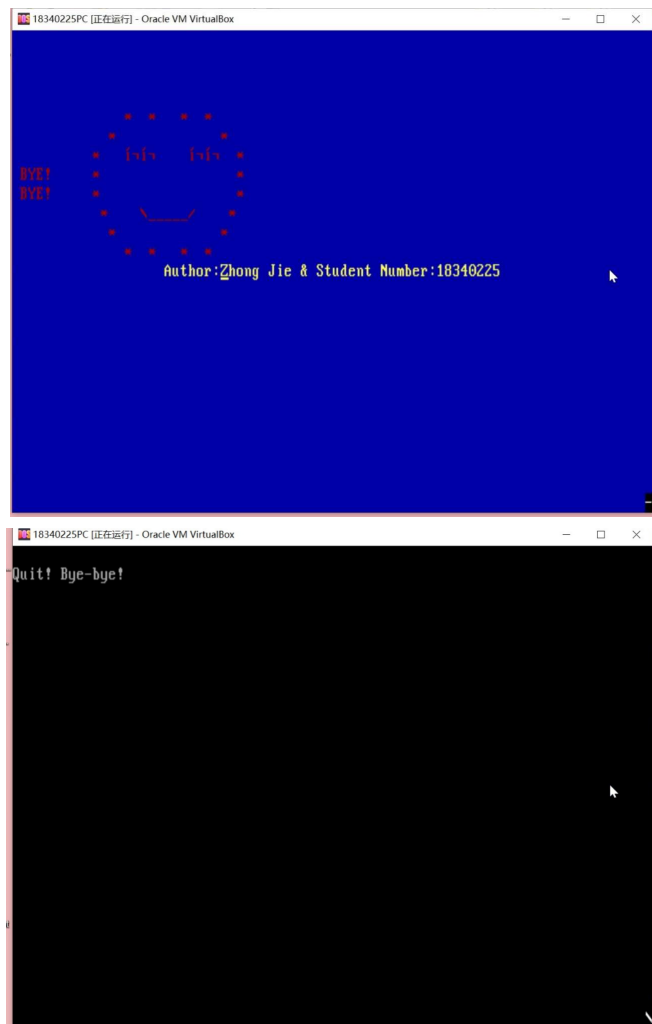 18340225PC [正在运行] - Oracle VM VirtualBox
BYE!
BYE!
\_____/
Author:Zhong Jie & Student Number:18340225
18340225PC [正在运行] - Oracle VM VirtualBox
Quit! Bye-bye!